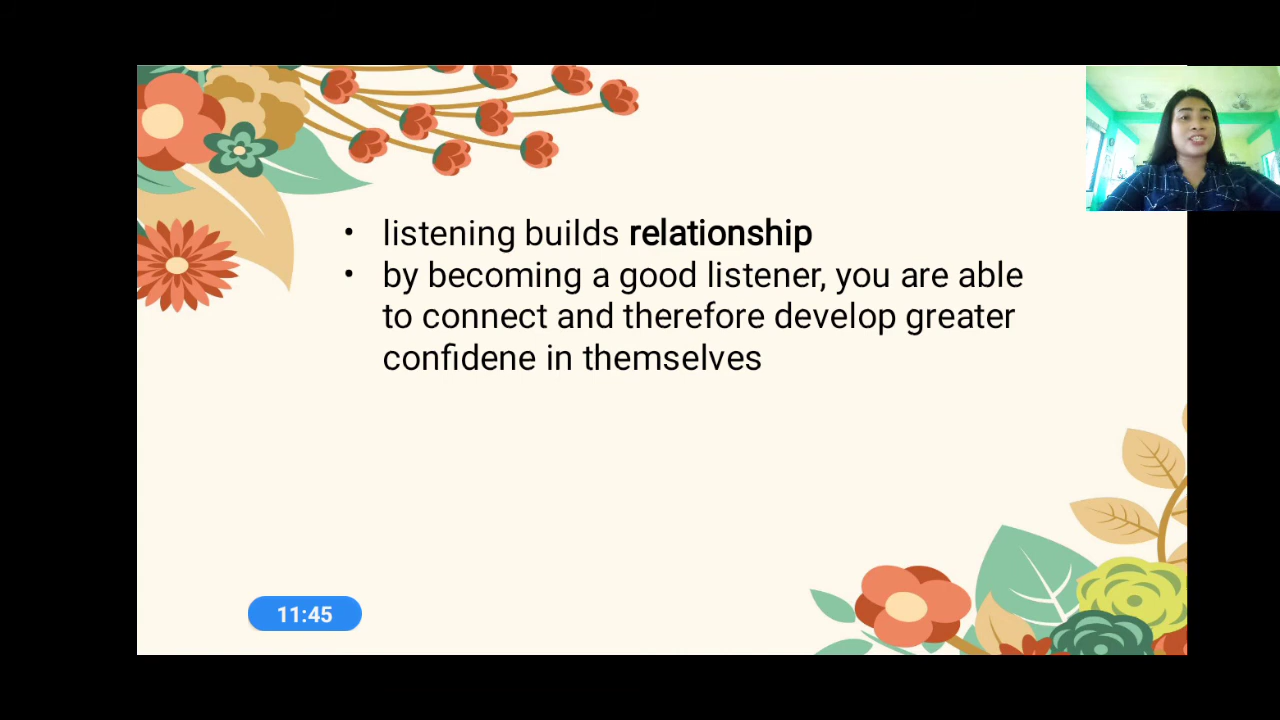 • listening builds relationship
• by becoming a good listener, you are able
to connect and therefore develop greater
confidene in themselves
11:45